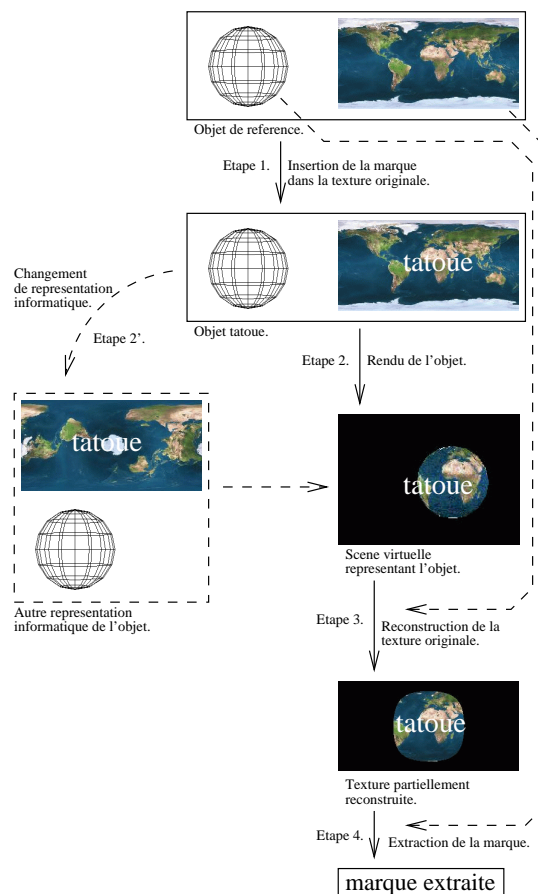 Objet de reference.
Etape 1.
Insertion de la marque
dans la texture originale.
tatoue
Changement
de representation
informatique.
Etape 2'.
Objet tatoue.
Etape 2.
Rendu de l'objet.
tatoue
tatoue
Scene virtuelle
representant l'objet.
Autre representation
informatique de l'objet.
Etape 3.
Reconstruction de la
texture originale.
tatoue
Texture partiellement
reconstruite.
Etape 4.
Extraction de la marque.
marque extraite